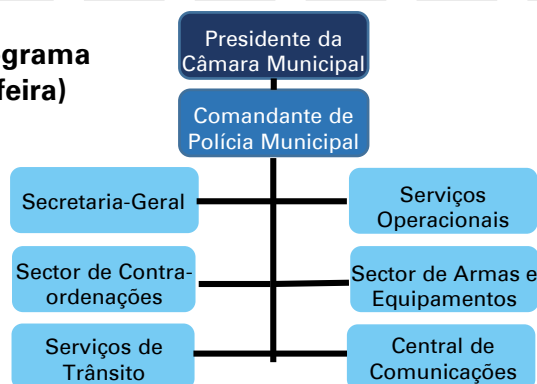 ograma
feira)
Presidente da
Câmara Municipal
Comandante de
Polícia Municipal
Secretaria-Geral
Serviços
Operacionais
Sector de Contra-
ordenações
Sector de Armas e
Equipamentos
Serviços de
Trânsito
Central de
Comunicações